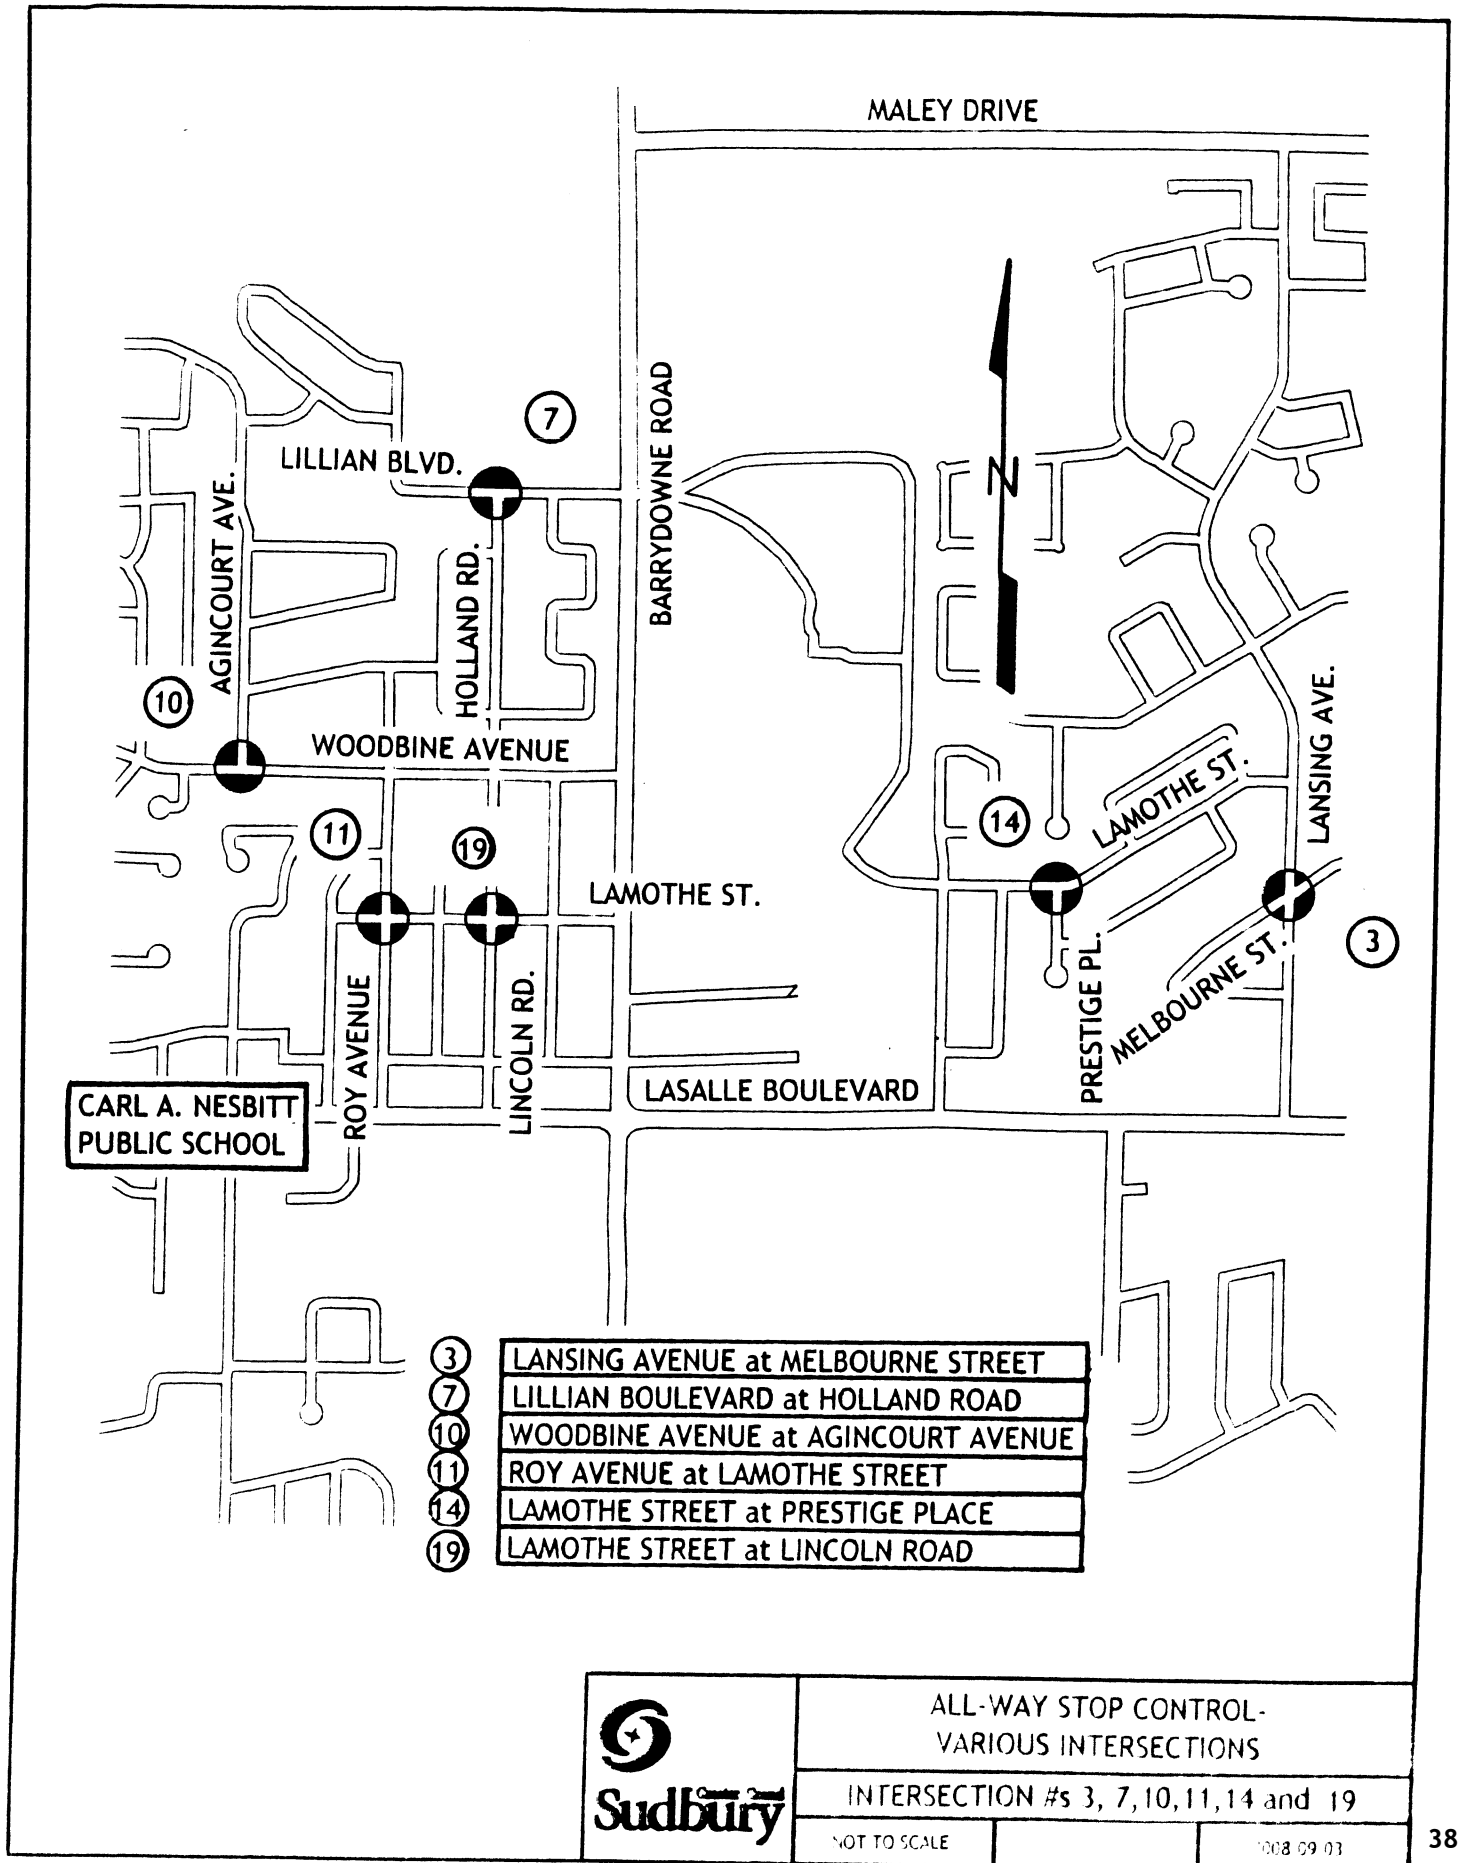 MALEY DRIVE
7
BARRYDOWNE ROAD
LILLIAN BLVD.
N
AGINCOURT AVE.
HOLLAND RD.
10
WOODBINE AVENUE
LANSING AVE.
LAMOTHE ST.
14
11
19
LAMOTHE ST.
3
MELBOURNE ST.
PRESTIGE PL.
ROY AVENUE
LINCOLN RD.
LASALLE BOULEVARD
CARL A. NESBITT
PUBLIC SCHOOL
3 LANSING AVENUE at MELBOURNE STREET
7 LILLIAN BOULEVARD at HOLLAND ROAD
10 WOODBINE AVENUE at AGINCOURT AVENUE
11 ROY AVENUE at LAMOTHE STREET
14 LAMOTHE STREET at PRESTIGE PLACE
19 LAMOTHE STREET at LINCOLN ROAD
ALL-WAY STOP CONTROL-
VARIOUS INTERSECTIONS
INTERSECTION #s 3, 7,10,11,14 and 19
Sudbury
NOT TO SCALE
38